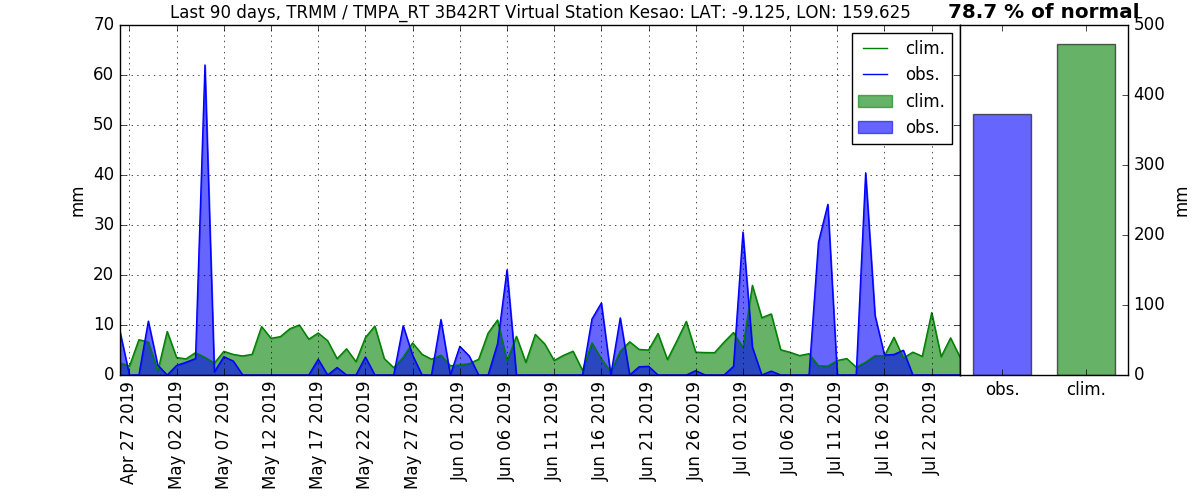 Last 90 days, TRMM / TMPA_RT 3B42RT Virtual Station Kesao: LAT: -9.125, LON: 159.625
78.7 % of normal
70
60
50
40
30
20
10
0
mm
clim.
obs.
clim.
obs.
Apr 27 2019
May 02 2019
May 07 2019
May 12 2019
May 17 2019
May 22 2019
May 27 2019
Jun 01 2019
Jun 06 2019
Jun 11 2019
Jun 16 2019
Jun 21 2019
Jun 26 2019
Jul 01 2019
Jul 06 2019
Jul 11 2019
Jul 16 2019
Jul 21 2019
500
400
300
200
100
0
mm
obs.
clim.